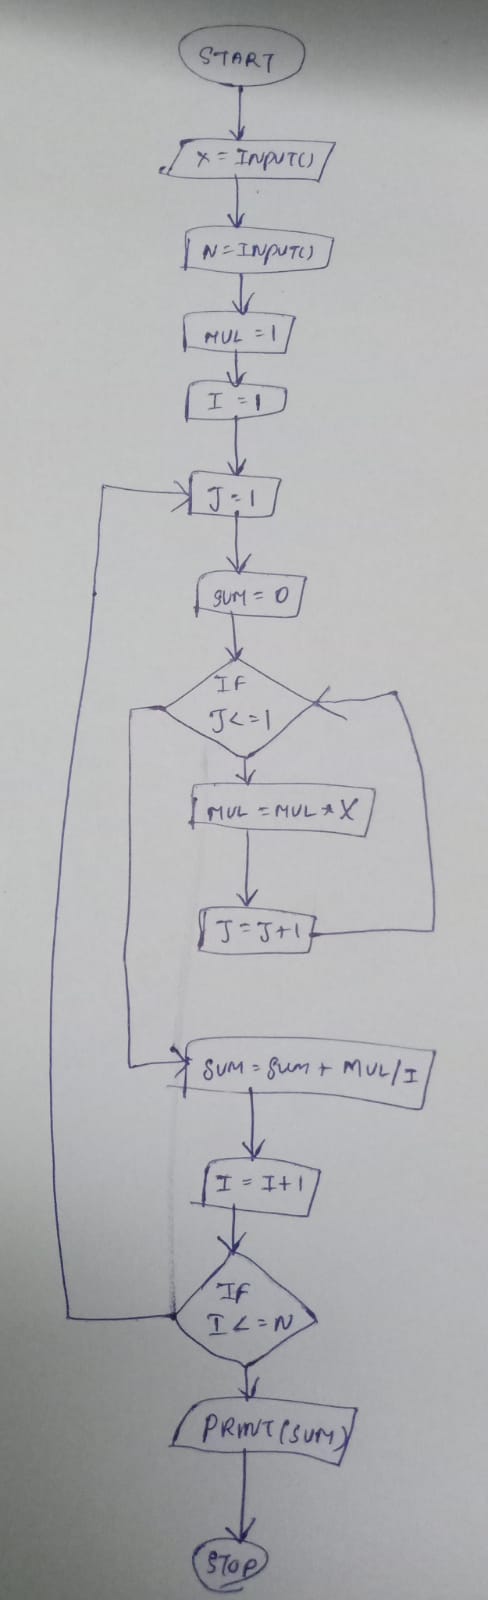 START
X = INPUT()
N = INPUT()
MUL = 1
I = 1
J = 1
SUM = 0
IF
J <= 1
MUL = MUL * X
J = J + 1
SUM = SUM + MUL/I
I = I + 1
IF
I <= N
PRINT(SUM)
STOP